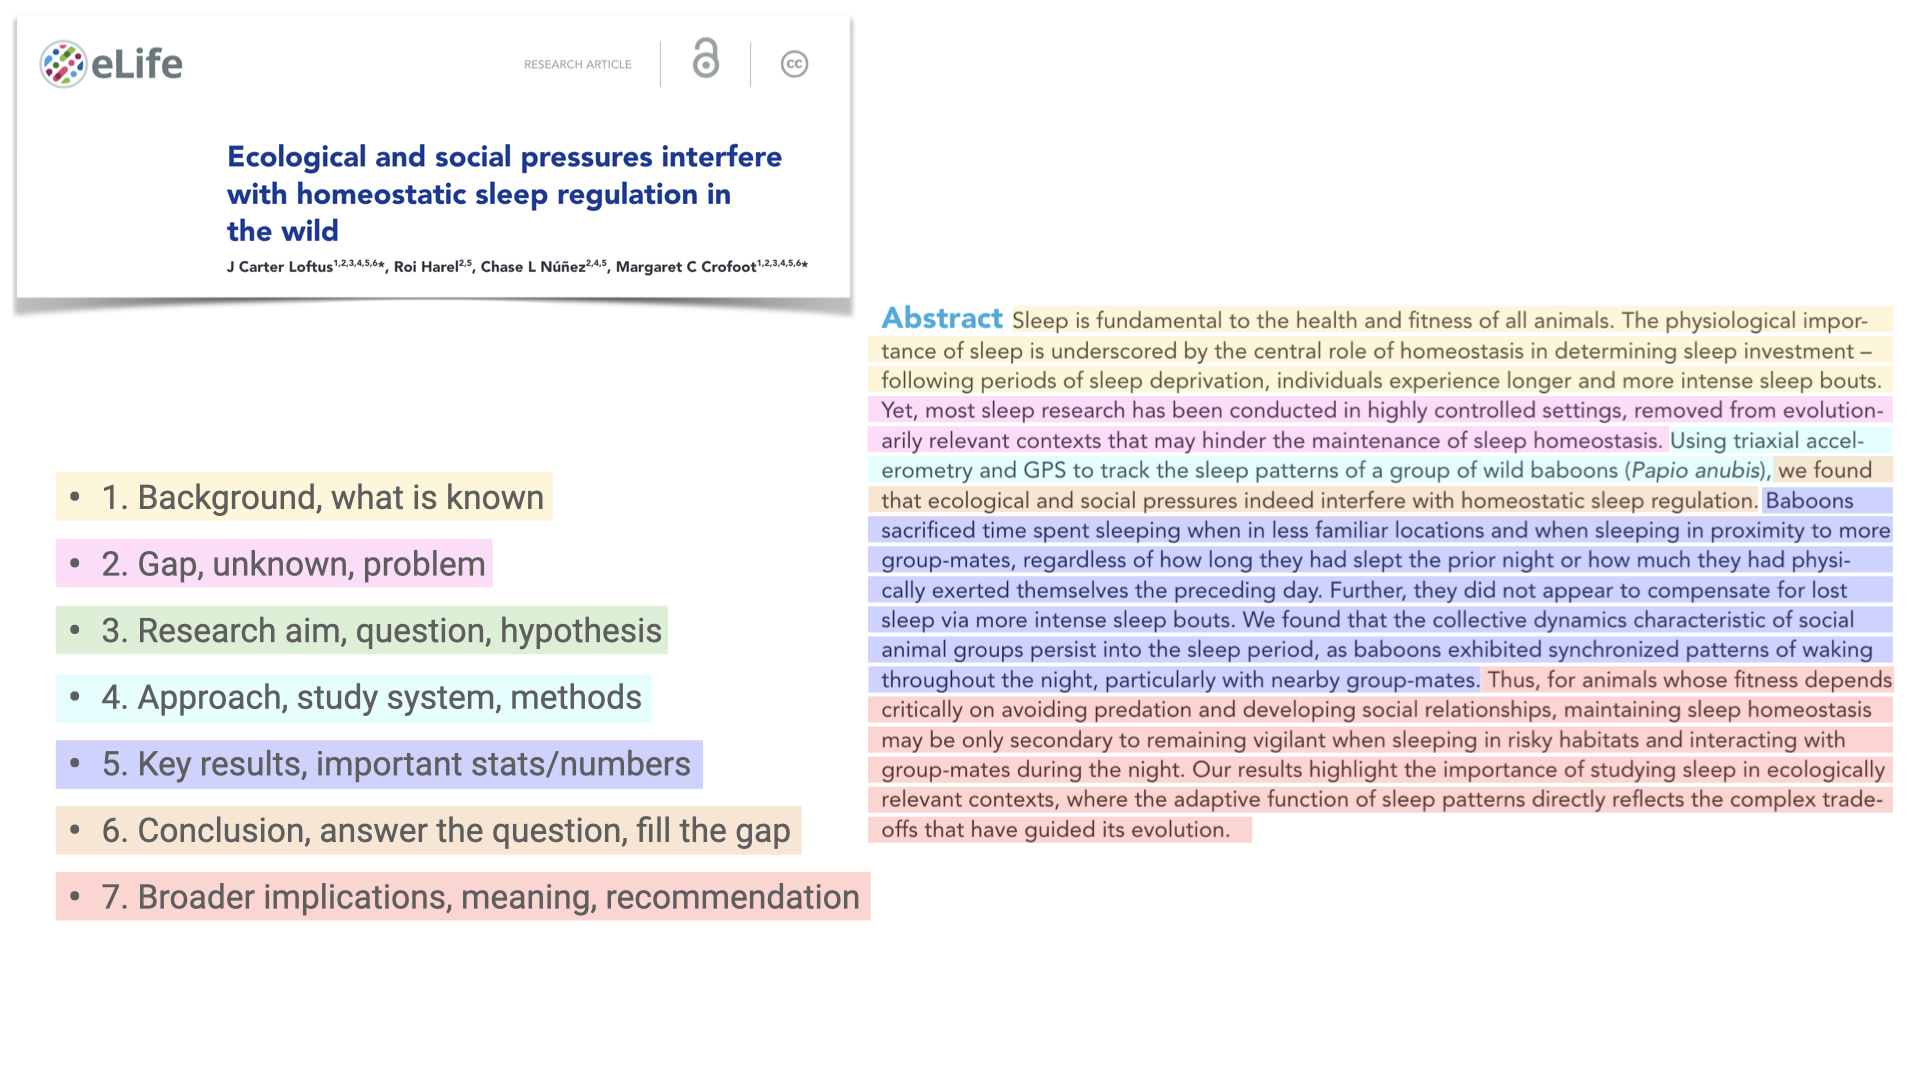 eLife
RESEARCH ARTICLE
cc
Ecological and social pressures interfere
with homeostatic sleep regulation in
the wild
J Carter Loftus1,2,3,4,5,6*, Roi Harel2,5, Chase L Núñez2,4,5, Margaret C Crofoot1,2,3,4,5,6*
• 1. Background, what is known
• 2. Gap, unknown, problem
• 3. Research aim, question, hypothesis
• 4. Approach, study system, methods
• 5. Key results, important stats/numbers
• 6. Conclusion, answer the question, fill the gap
• 7. Broader implications, meaning, recommendation
Abstract Sleep is fundamental to the health and fitness of all animals. The physiological impor-
tance of sleep is underscored by the central role of homeostasis in determining sleep investment –
following periods of sleep deprivation, individuals experience longer and more intense sleep bouts.
Yet, most sleep research has been conducted in highly controlled settings, removed from evolution-
arily relevant contexts that may hinder the maintenance of sleep homeostasis. Using triaxial accel-
erometry and GPS to track the sleep patterns of a group of wild baboons (Papio anubis), we found
that ecological and social pressures indeed interfere with homeostatic sleep regulation. Baboons
sacrificed time spent sleeping when in less familiar locations and when sleeping in proximity to more
group-mates, regardless of how long they had slept the prior night or how much they had physi-
cally exerted themselves the preceding day. Further, they did not appear to compensate for lost
sleep via more intense sleep bouts. We found that the collective dynamics characteristic of social
animal groups persist into the sleep period, as baboons exhibited synchronized patterns of waking
throughout the night, particularly with nearby group-mates. Thus, for animals whose fitness depends
critically on avoiding predation and developing social relationships, maintaining sleep homeostasis
may be only secondary to remaining vigilant when sleeping in risky habitats and interacting with
group-mates during the night. Our results highlight the importance of studying sleep in ecologically
relevant contexts, where the adaptive function of sleep patterns directly reflects the complex trade-
offs that have guided its evolution.